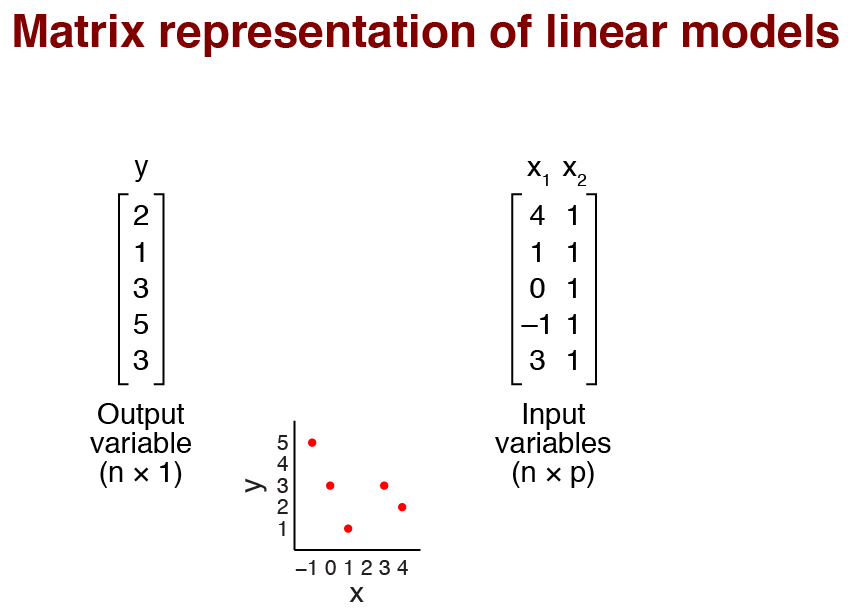 Matrix representation of linear models
y
2
1
3
5
3
Output
variable
(n × 1)
x1 x2
4 1
1 1
0 1
–1 1
3 1
Input
variables
(n × p)
y
5
4
3
2
1
–1 0 1 2 3 4
x